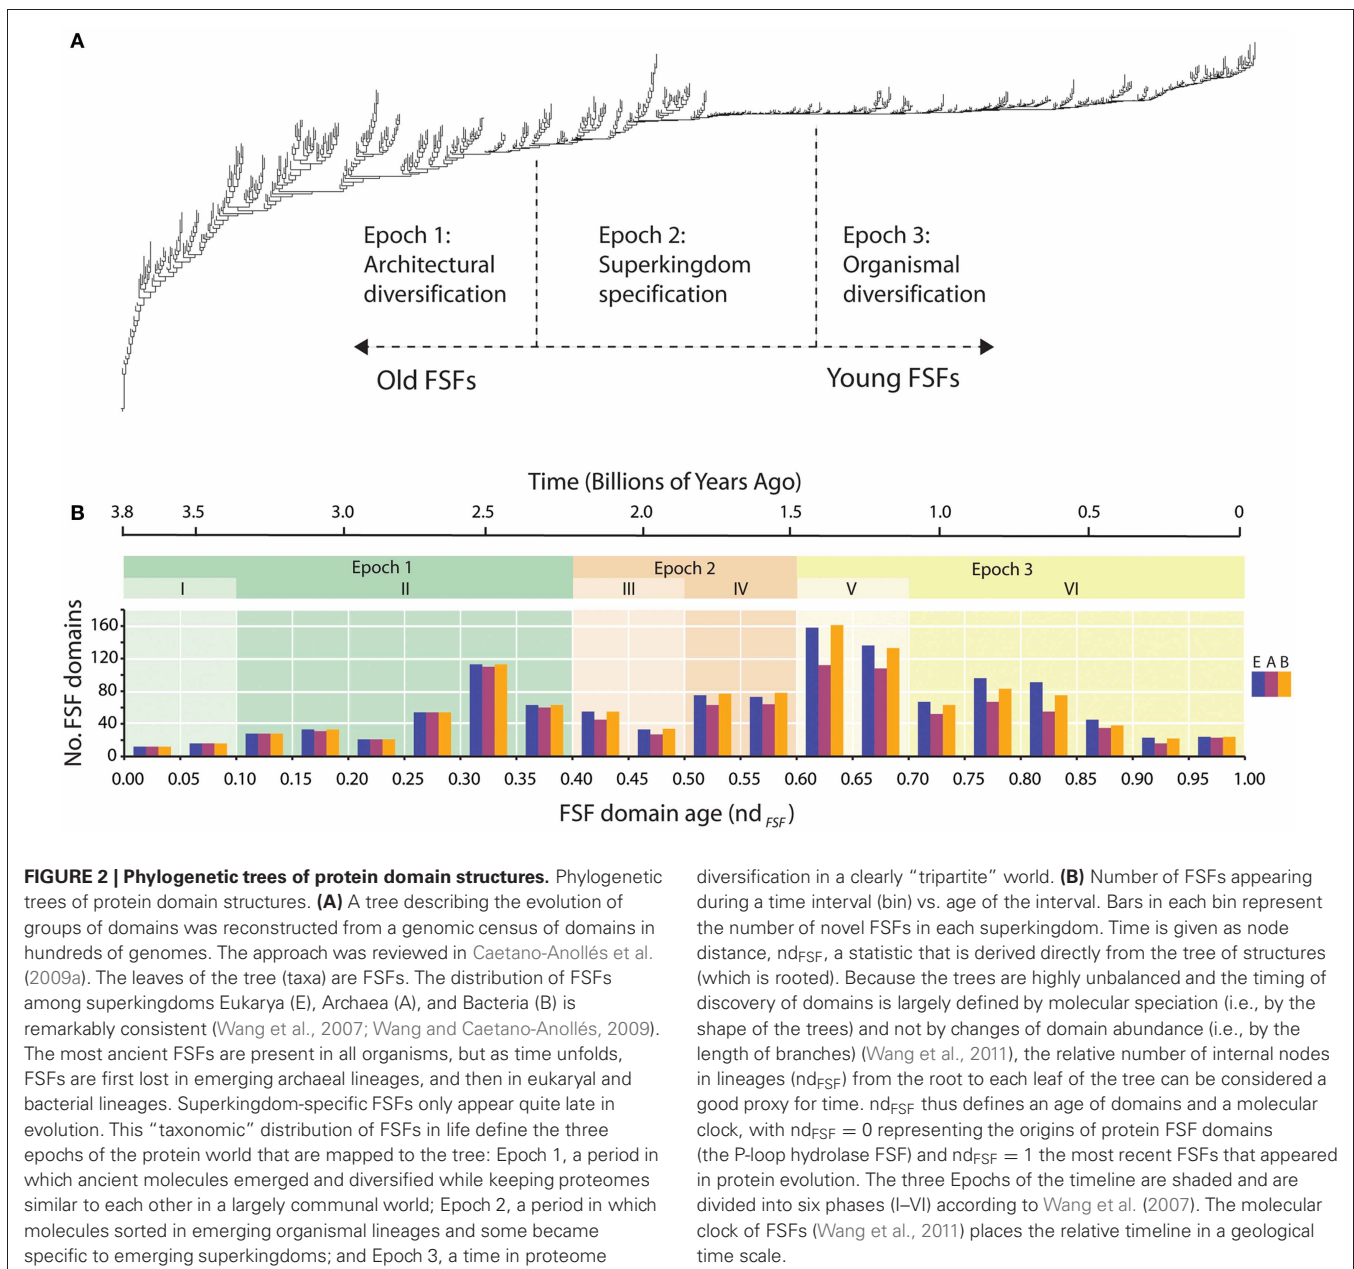 A
Epoch 1:
Architectural
diversification
Epoch 2:
Superkingdom
specification
Epoch 3:
Organismal
diversification
Old FSFs
Young FSFs
Time (Billions of Years Ago)
B
3.8 3.5 3.0 2.5 2.0 1.5 1.0 0.5 0
Epoch 1 Epoch 2 Epoch 3
I II III IV V VI
No. FSF domains
160
120
80
40
0
E A B
0.00 0.05 0.10 0.15 0.20 0.25 0.30 0.35 0.40 0.45 0.50 0.55 0.60 0.65 0.70 0.75 0.80 0.85 0.90 0.95 1.00
FSF domain age (nd FSF)
FIGURE 2 | Phylogenetic trees of protein domain structures. Phylogenetic
trees of protein domain structures. (A) A tree describing the evolution of
groups of domains was reconstructed from a genomic census of domains in
hundreds of genomes. The approach was reviewed in Caetano-Anollés et al.
(2009a). The leaves of the tree (taxa) are FSFs. The distribution of FSFs
among superkingdoms Eukarya (E), Archaea (A), and Bacteria (B) is
remarkably consistent (Wang et al., 2007; Wang and Caetano-Anollés, 2009).
The most ancient FSFs are present in all organisms, but as time unfolds,
FSFs are first lost in emerging archaeal lineages, and then in eukaryal and
bacterial lineages. Superkingdom-specific FSFs only appear quite late in
evolution. This “taxonomic” distribution of FSFs in life define the three
epochs of the protein world that are mapped to the tree: Epoch 1, a period in
which ancient molecules emerged and diversified while keeping proteomes
similar to each other in a largely communal world; Epoch 2, a period in which
molecules sorted in emerging organismal lineages and some became
specific to emerging superkingdoms; and Epoch 3, a time in proteome
diversification in a clearly “tripartite” world. (B) Number of FSFs appearing
during a time interval (bin) vs. age of the interval. Bars in each bin represent
the number of novel FSFs in each superkingdom. Time is given as node
distance, ndFSF, a statistic that is derived directly from the tree of structures
(which is rooted). Because the trees are highly unbalanced and the timing of
discovery of domains is largely defined by molecular speciation (i.e., by the
shape of the trees) and not by changes of domain abundance (i.e., by the
length of branches) (Wang et al., 2011), the relative number of internal nodes
in lineages (ndFSF) from the root to each leaf of the tree can be considered a
good proxy for time. ndFSF thus defines an age of domains and a molecular
clock, with ndFSF = 0 representing the origins of protein FSF domains
(the P-loop hydrolase FSF) and ndFSF = 1 the most recent FSFs that appeared
in protein evolution. The three Epochs of the timeline are shaded and are
divided into six phases (I–VI) according to Wang et al. (2007). The molecular
clock of FSFs (Wang et al., 2011) places the relative timeline in a geological
time scale.